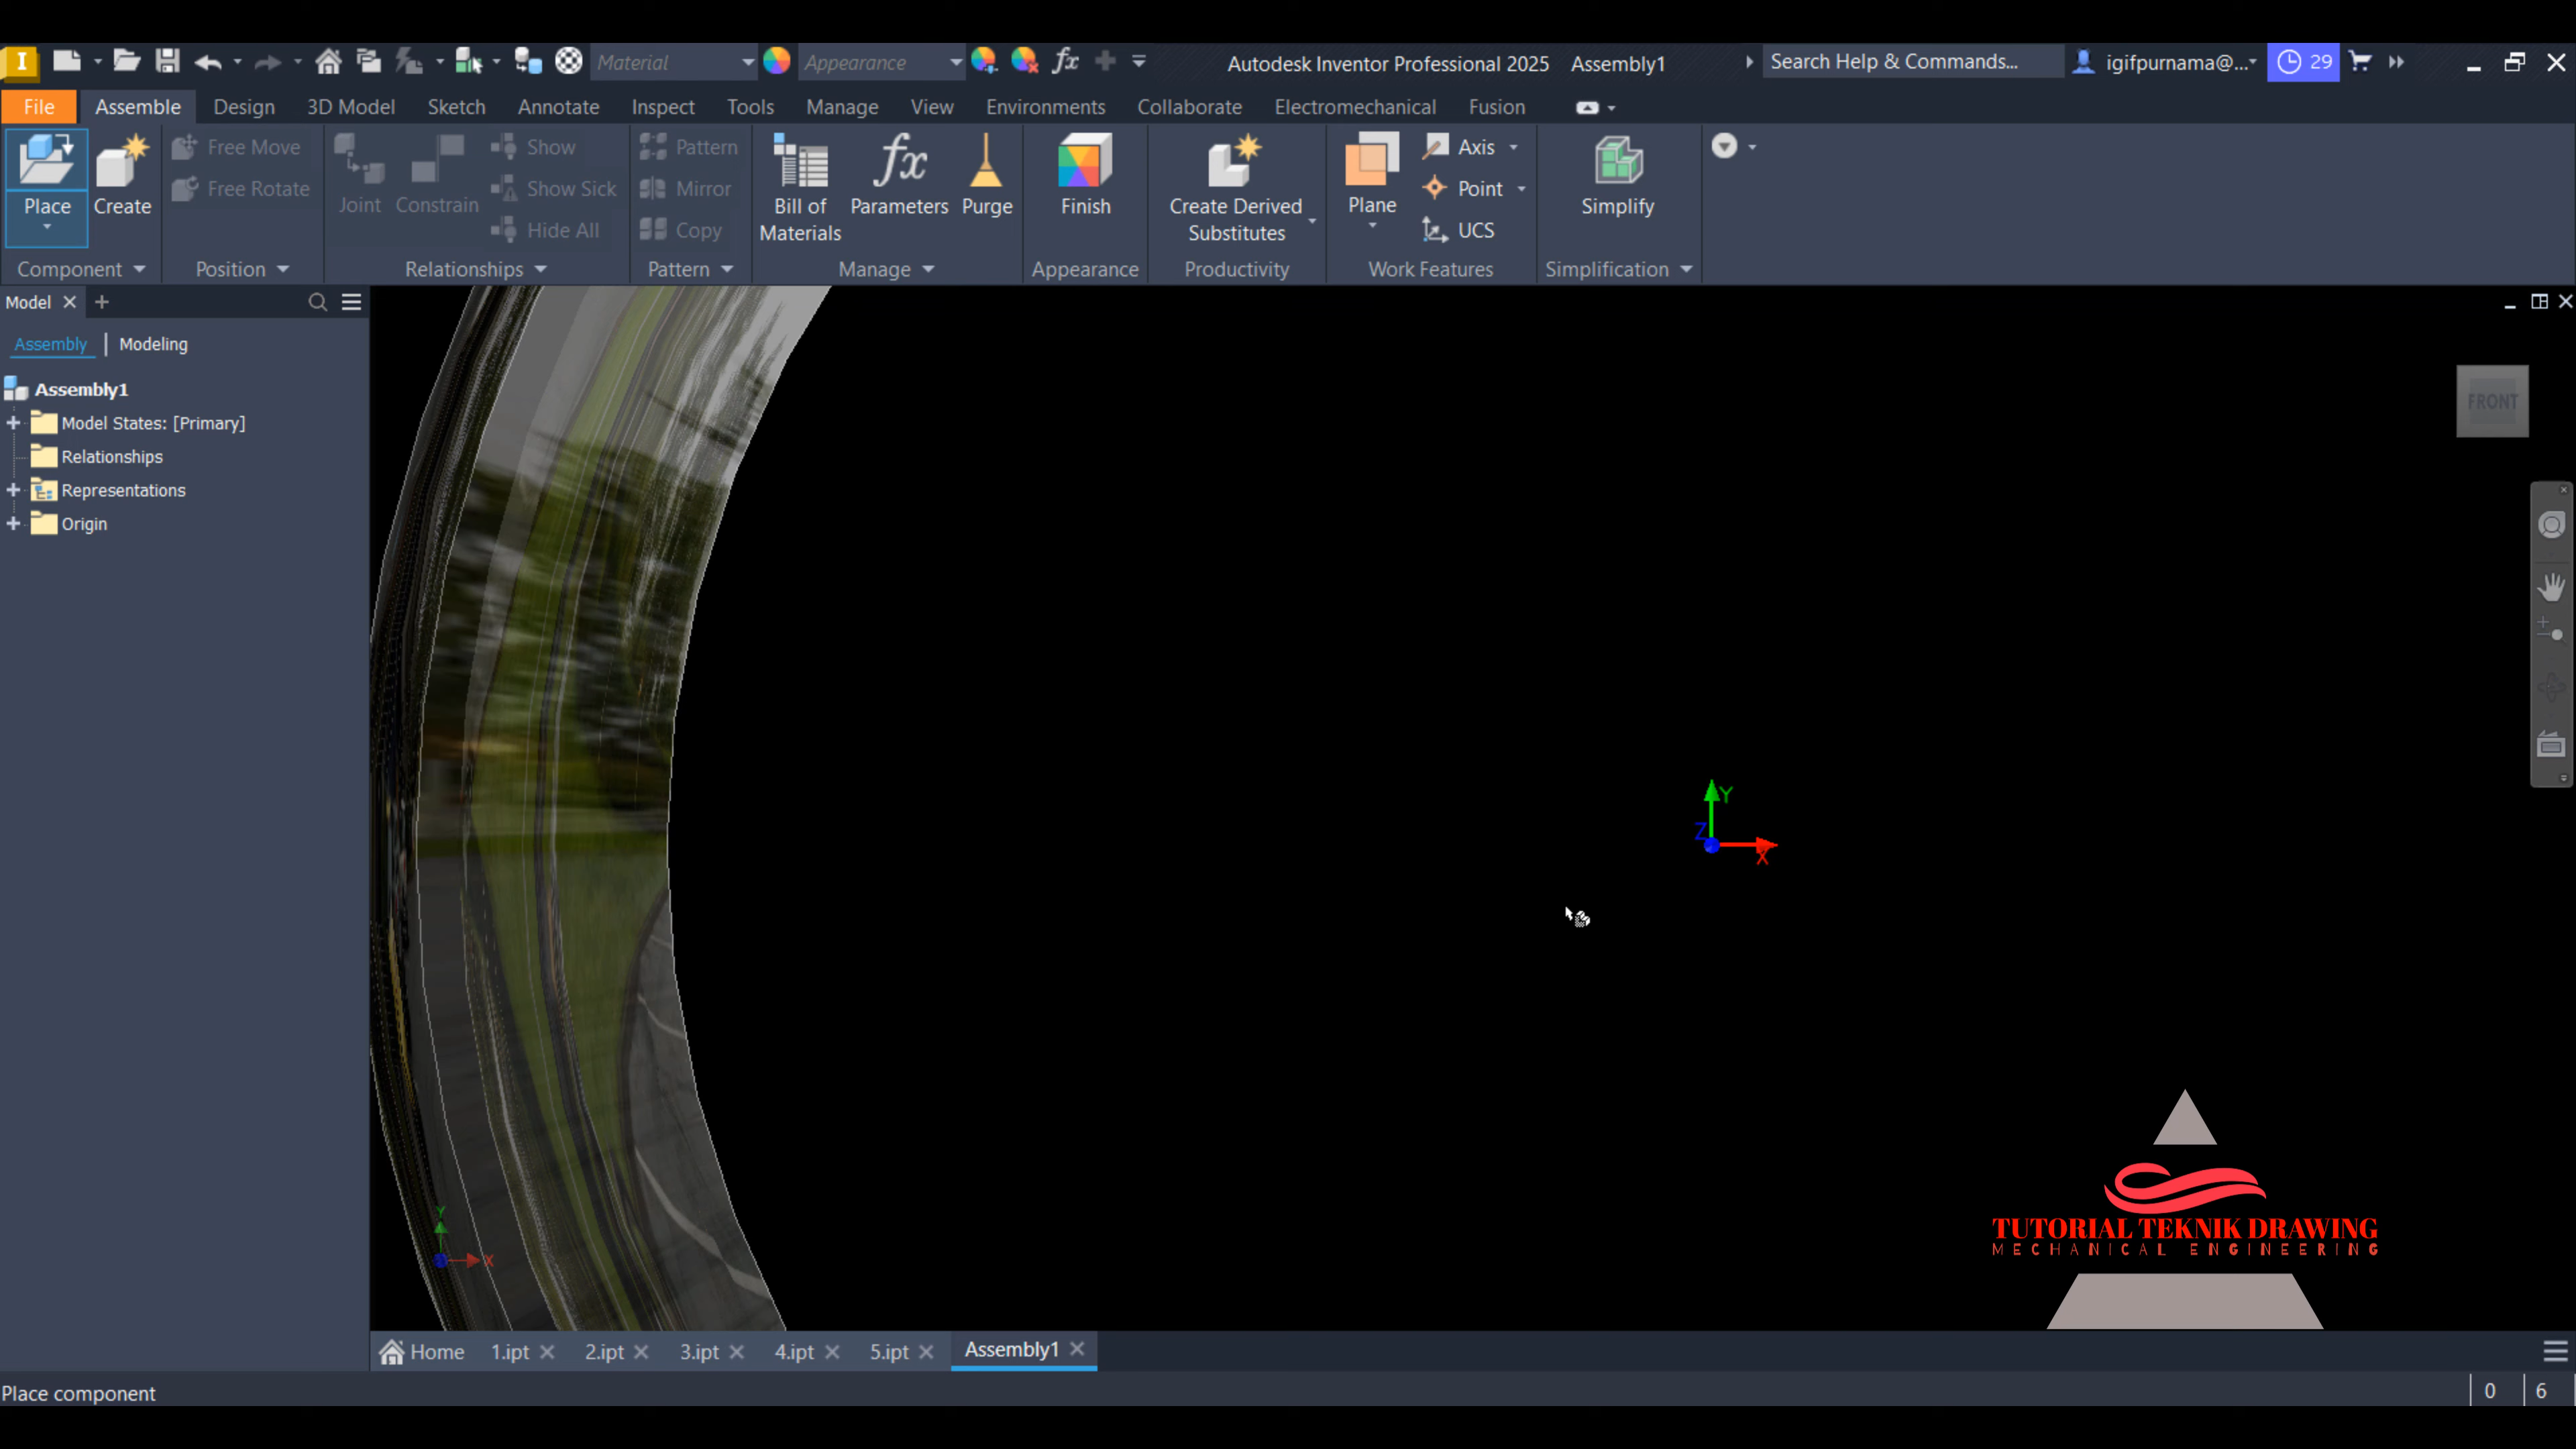 Material
Appearance
fx
Autodesk Inventor Professional 2025 Assembly1
Search Help & Commands...
igifpurnama@...
29
File Assemble Design 3D Model Sketch Annotate Inspect Tools Manage View Environments Collaborate Electromechanical Fusion
Place
Create
Free Move
Free Rotate
Joint
Constrain
Show
Show Sick
Hide All
Pattern
Mirror
Copy
Bill of
Materials
fx
Parameters
Purge
Finish
Create Derived
Substitutes
Plane
Axis
Point
UCS
Simplify
Component
Position
Relationships
Pattern
Manage
Appearance
Productivity
Work Features
Simplification
Model
Assembly | Modeling
Assembly1
Model States: [Primary]
Relationships
Representations
Origin
FRONT
Y
Z
X
Y
X
TUTORIAL TEKNIK DRAWING
MECHANICAL ENGINEERING
Home 1.ipt 2.ipt 3.ipt 4.ipt 5.ipt Assembly1
Place component
0 6